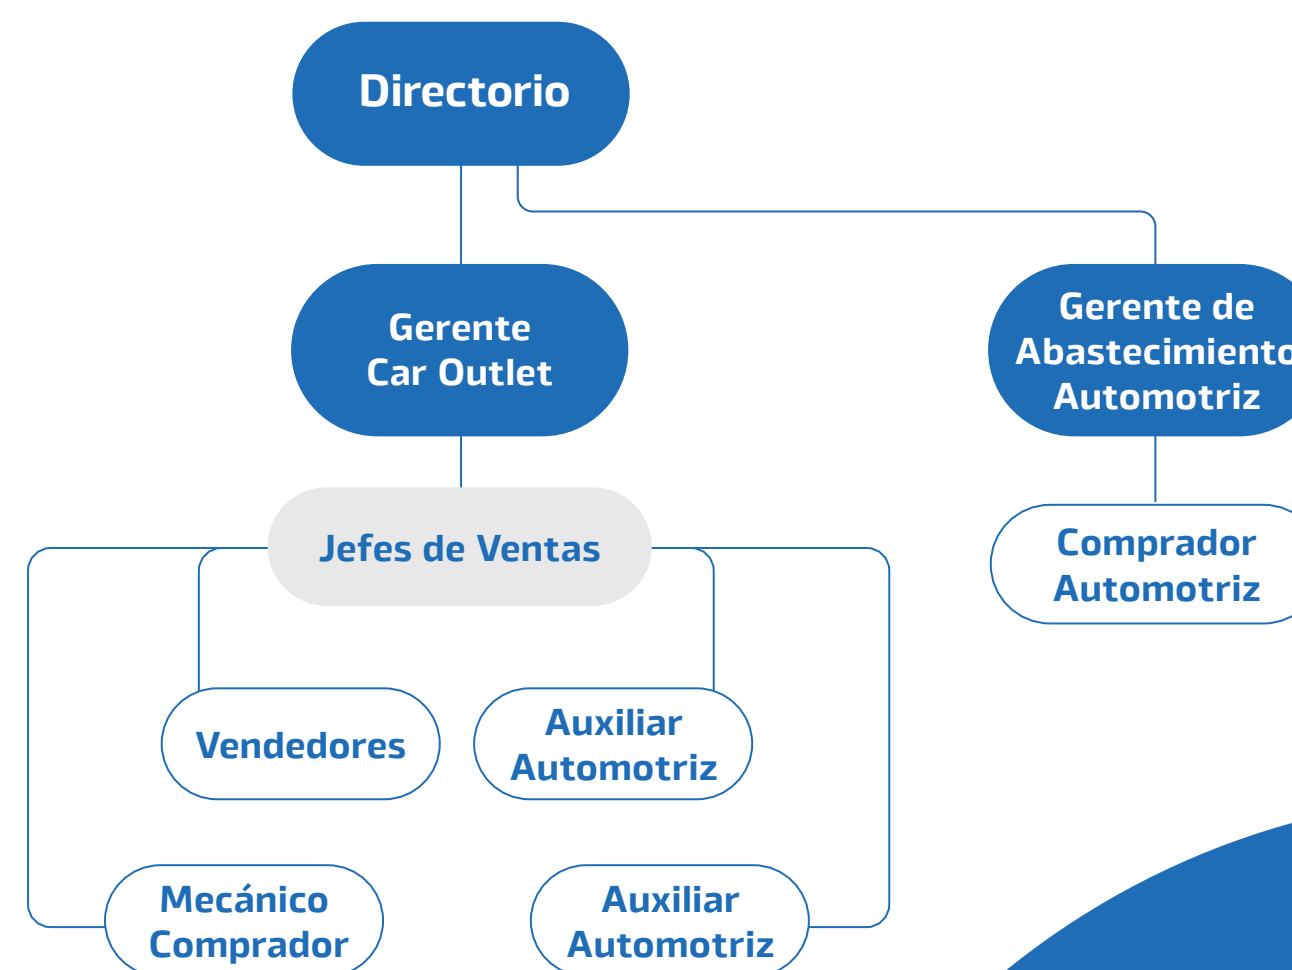 Directorio
Gerente
Car Outlet
Gerente de
Abastecimiento
Automotriz
Jefes de Ventas
Comprador
Automotriz
Vendedores
Auxiliar
Automotriz
Mecánico
Comprador
Auxiliar
Automotriz